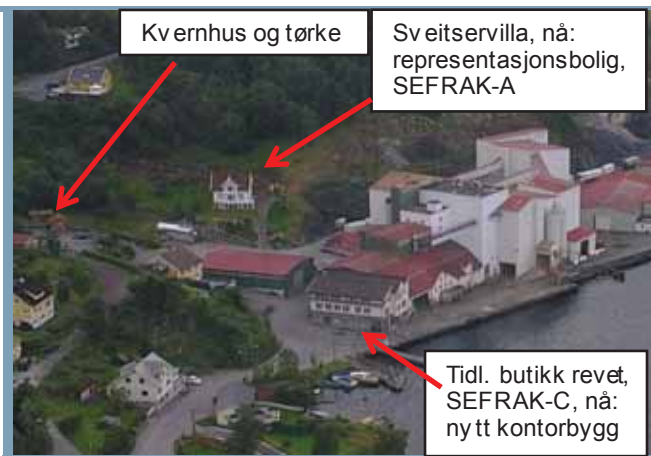 Kvernhus og tørke
Sveitservilla, nå:
representasjonsbolig,
SEFRAK-A
Tidl. butikk revet,
SEFRAK-C, nå:
nytt kontorbygg